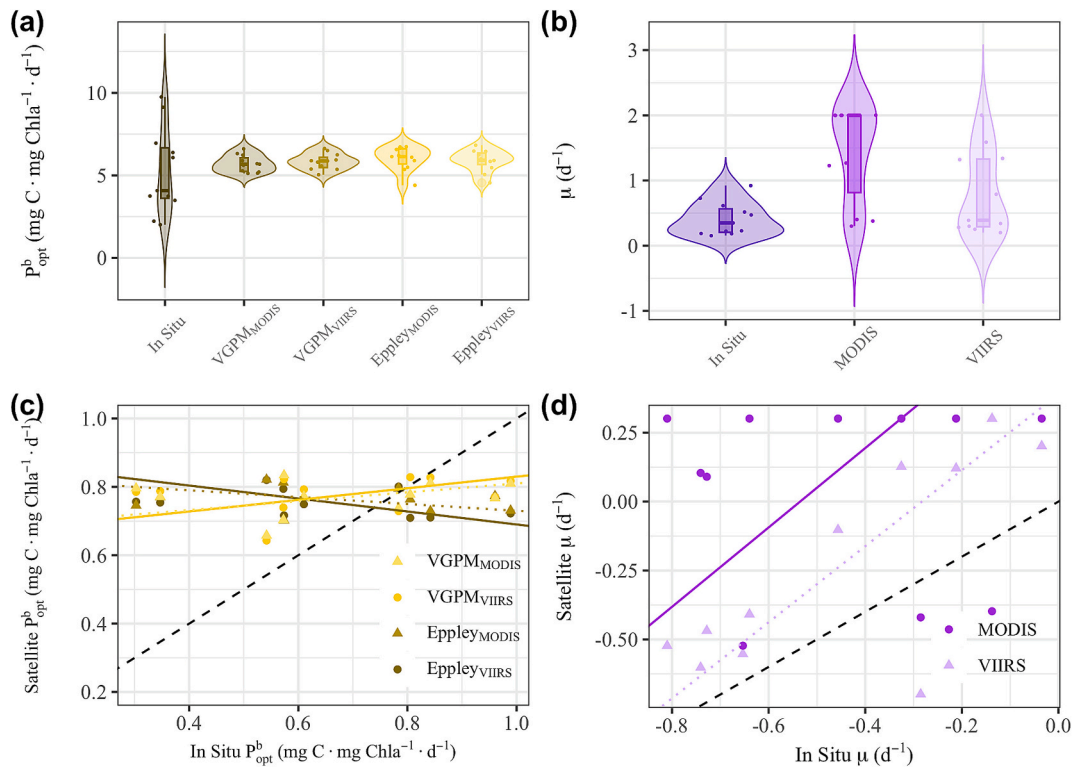 (a)
P^b_opt (mg C · mg Chla⁻¹ · d⁻¹)
10
5
0
In Situ
VGPM_MODIS
VGPM_VIIRS
Eppley_MODIS
Eppley_VIIRS
(b)
μ (d⁻¹)
3
2
1
0
-1
In Situ
MODIS
VIIRS
(c)
Satellite P^b_opt (mg C · mg Chla⁻¹ · d⁻¹)
1.0
0.8
0.6
0.4
0.2
VGPM_MODIS
VGPM_VIIRS
Eppley_MODIS
Eppley_VIIRS
0.4 0.6 0.8 1.0
In Situ P^b_opt (mg C · mg Chla⁻¹ · d⁻¹)
(d)
Satellite μ (d⁻¹)
0.25
0.00
-0.25
-0.50
MODIS
VIIRS
-0.8 -0.6 -0.4 -0.2 0.0
In Situ μ (d⁻¹)